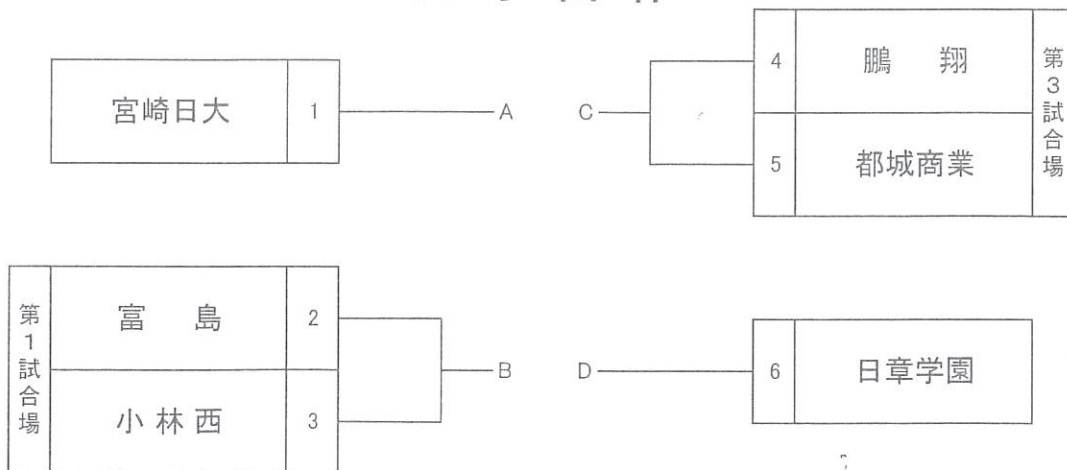 宮崎日大 1 A
第1試合場
富 島 2
小林西 3
B
C
4 鵬 翔
5 都城商業
第3試合場
D 6 日章学園